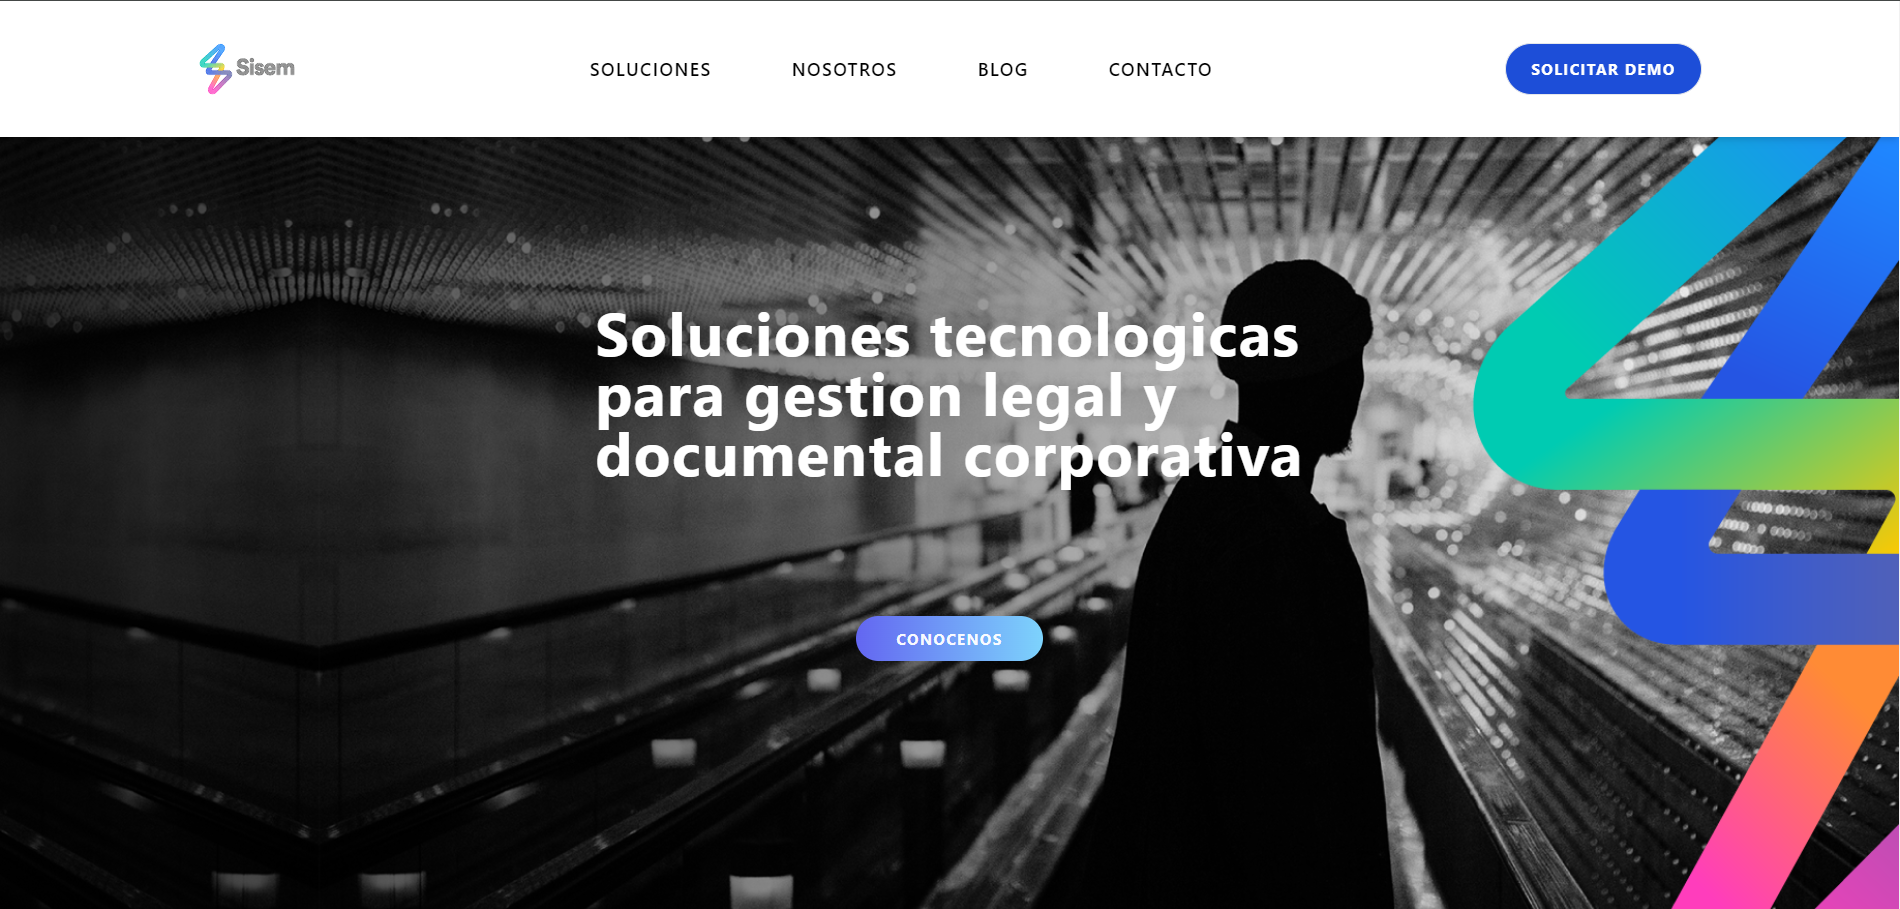 Sisem
SOLUCIONES
NOSOTROS
BLOG
CONTACTO
SOLICITAR DEMO
Soluciones tecnologicas
para gestion legal y
documental corporativa
CONOCENOS